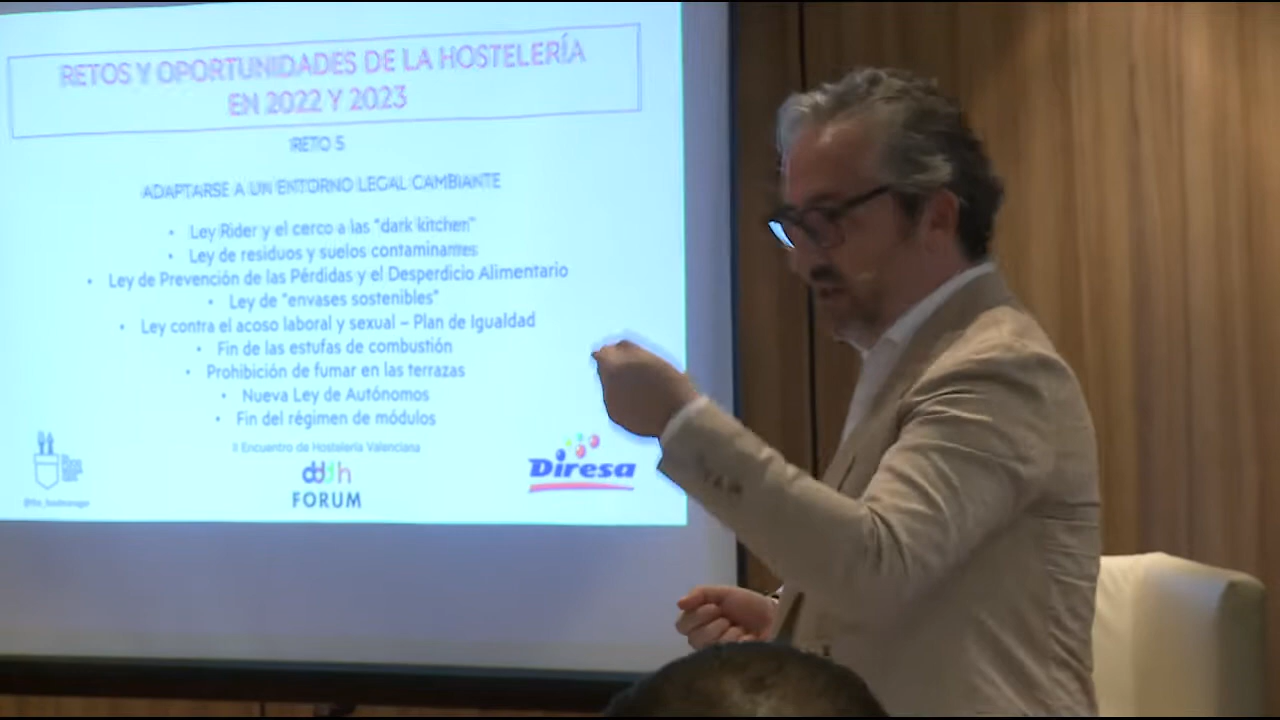 RETOS Y OPORTUNIDADES DE LA HOSTELERÍA
EN 2022 Y 2023
RETO 5
ADAPTARSE A UN ENTORNO LEGAL CAMBIANTE
• Ley Rider y el cerco a las "dark kitchen"
• Ley de residuos y suelos contaminantes
• Ley de Prevención de las Pérdidas y el Desperdicio Alimentario
• Ley de "envases sostenibles"
• Ley contra el acoso laboral y sexual – Plan de Igualdad
• Fin de las estufas de combustión
• Prohibición de fumar en las terrazas
• Nueva Ley de Autónomos
• Fin del régimen de módulos
II Encuentro de Hostelería Valenciana
FORUM
Diresa